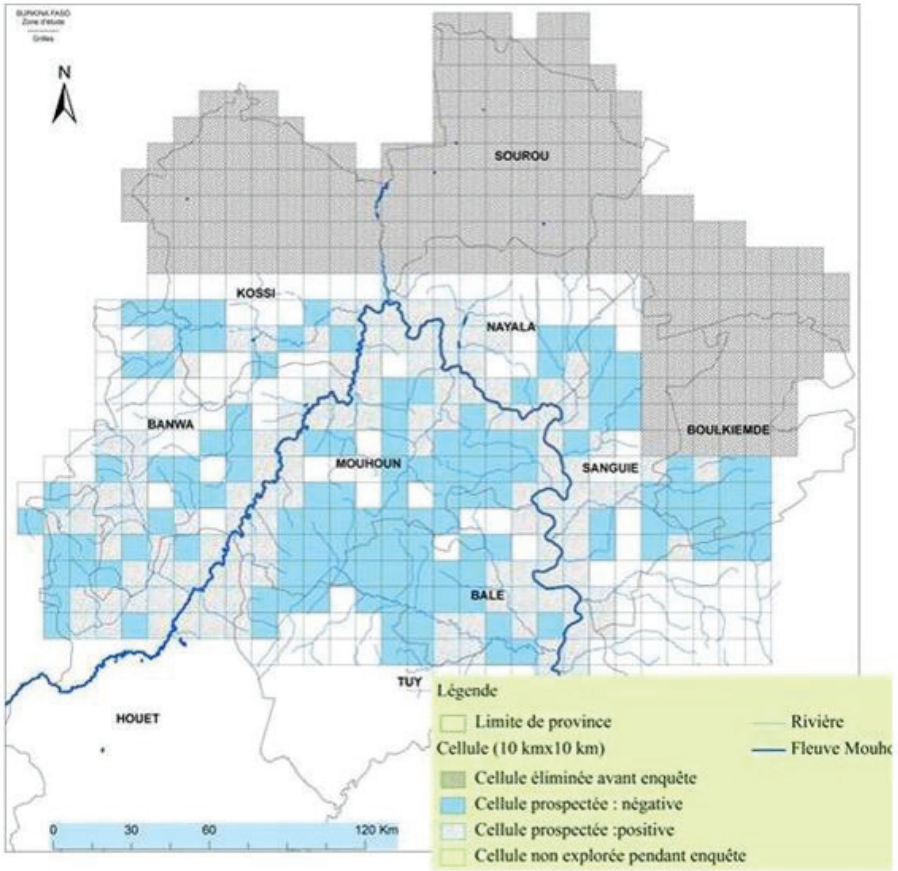 BURKINA FASO
Zone d'étude
Grilles
N
SOUROU
KOSSI
NAYALA
BANWA
BOULKIEMDE
MOUHOUN
SANGUIE
BALE
TUY
HOUET
Légende
Limite de province
Rivière
Cellule (10 kmx10 km)
Fleuve Mouho
Cellule éliminée avant enquête
Cellule prospectée : négative
Cellule prospectée :positive
Cellule non explorée pendant enquête
0 30 60 120 Km